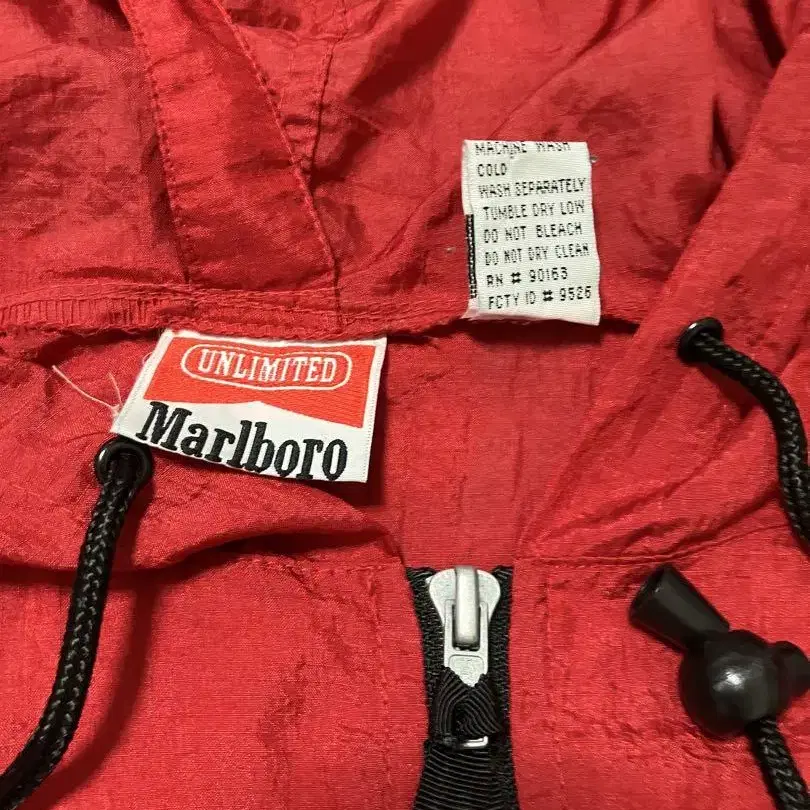 MACHINE WASH
COLD
WASH SEPARATELY
TUMBLE DRY LOW
DO NOT BLEACH
DO NOT DRY CLEAN
RN # 90163
FCTY ID # 9526
UNLIMITED
Marlboro